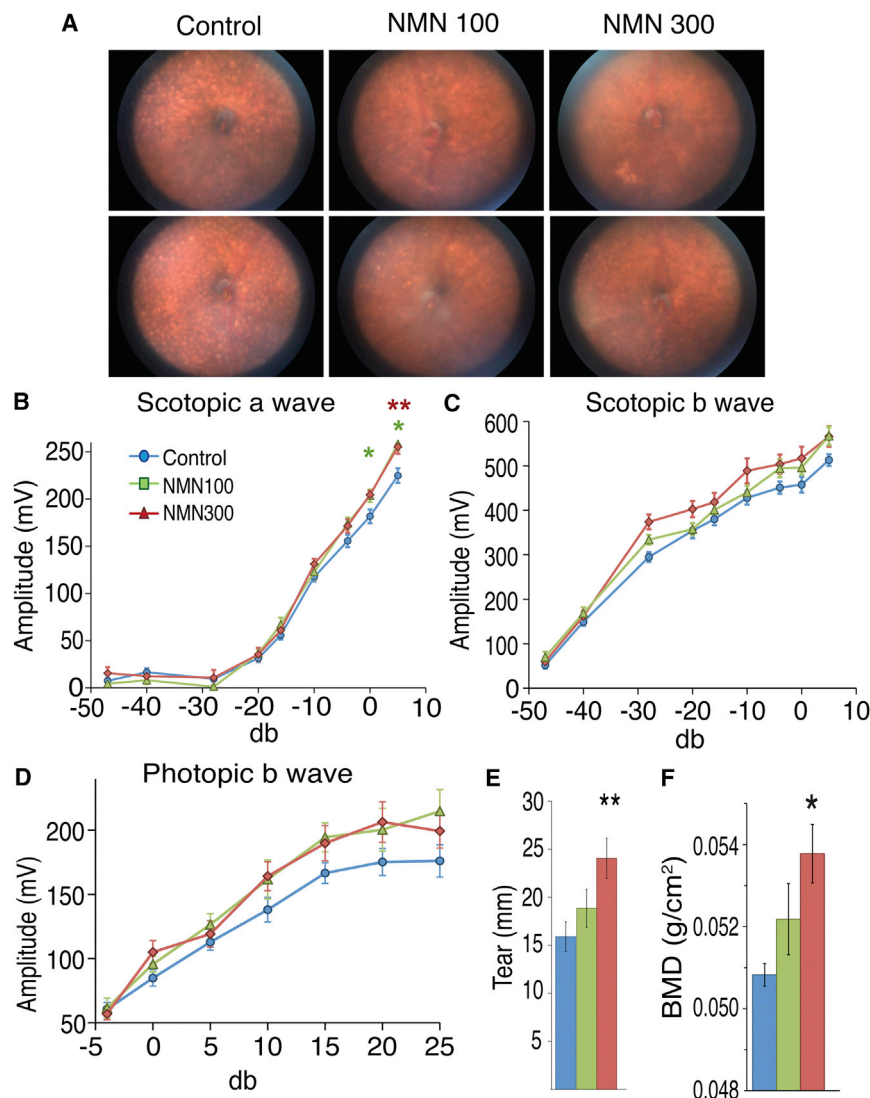 A
Control
NMN 100
NMN 300
B
Scotopic a wave
**
*
*
Control
NMN100
NMN300
Amplitude (mV)
250
200
150
100
50
0
-50
-40
-30
-20
-10
0
10
db
C
Scotopic b wave
Amplitude (mV)
600
500
400
300
200
100
0
-50
-40
-30
-20
-10
0
10
db
D
Photopic b wave
Amplitude (mV)
200
150
100
50
-5
0
5
10
15
20
25
db
E
**
Tear (mm)
30
25
20
15
10
5
F
*
BMD (g/cm²)
0.054
0.052
0.050
0.048